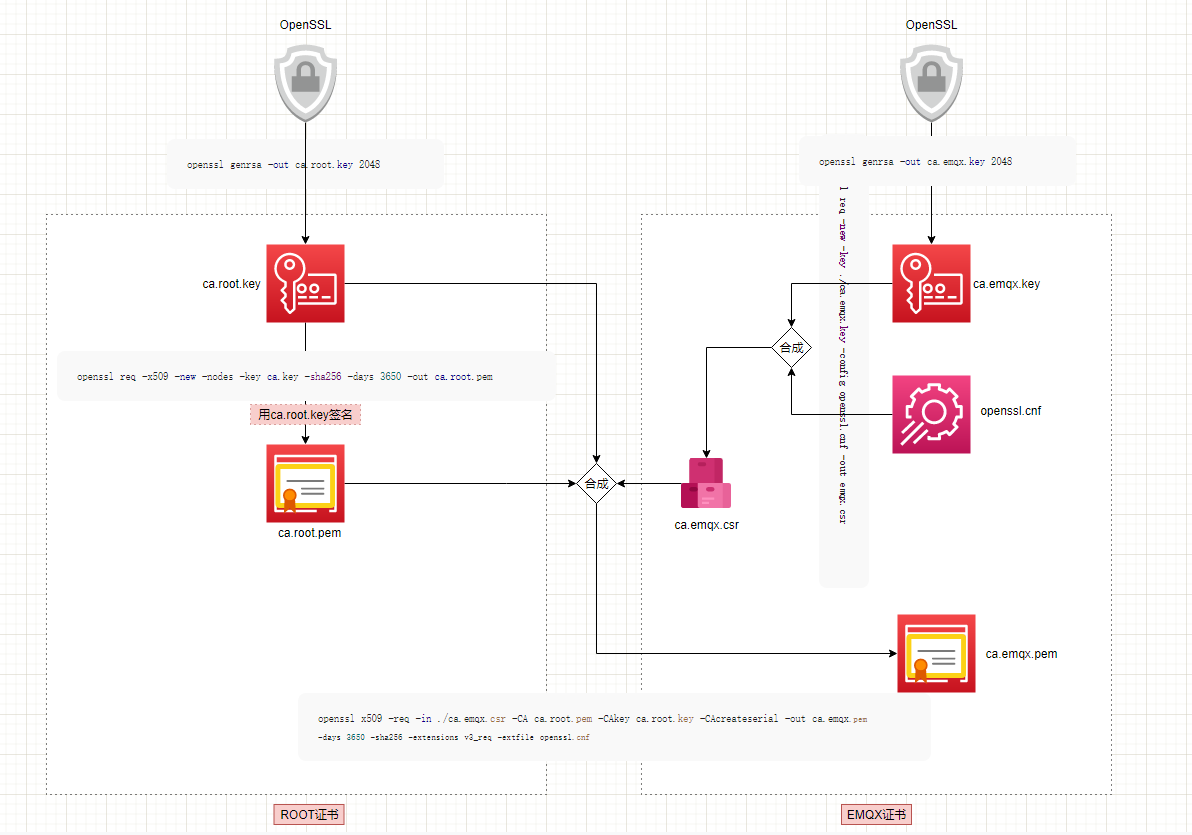 OpenSSL
OpenSSL
openssl genrsa -out ca.root.key 2048
openssl genrsa -out ca.emqx.key 2048
l req -new -key ./ca.emqx.key -config openssl.cnf -out emqx.csr
ca.root.key
ca.emqx.key
合成
openssl req -x509 -new -nodes -key ca.key -sha256 -days 3650 -out ca.root.pem
用ca.root.key签名
openssl.cnf
合成
ca.root.pem
ca.emqx.csr
ca.emqx.pem
openssl x509 -req -in ./ca.emqx.csr -CA ca.root.pem -CAkey ca.root.key -CAcreateserial -out ca.emqx.pem
-days 3650 -sha256 -extensions v3_req -extfile openssl.cnf
ROOT证书
EMQX证书